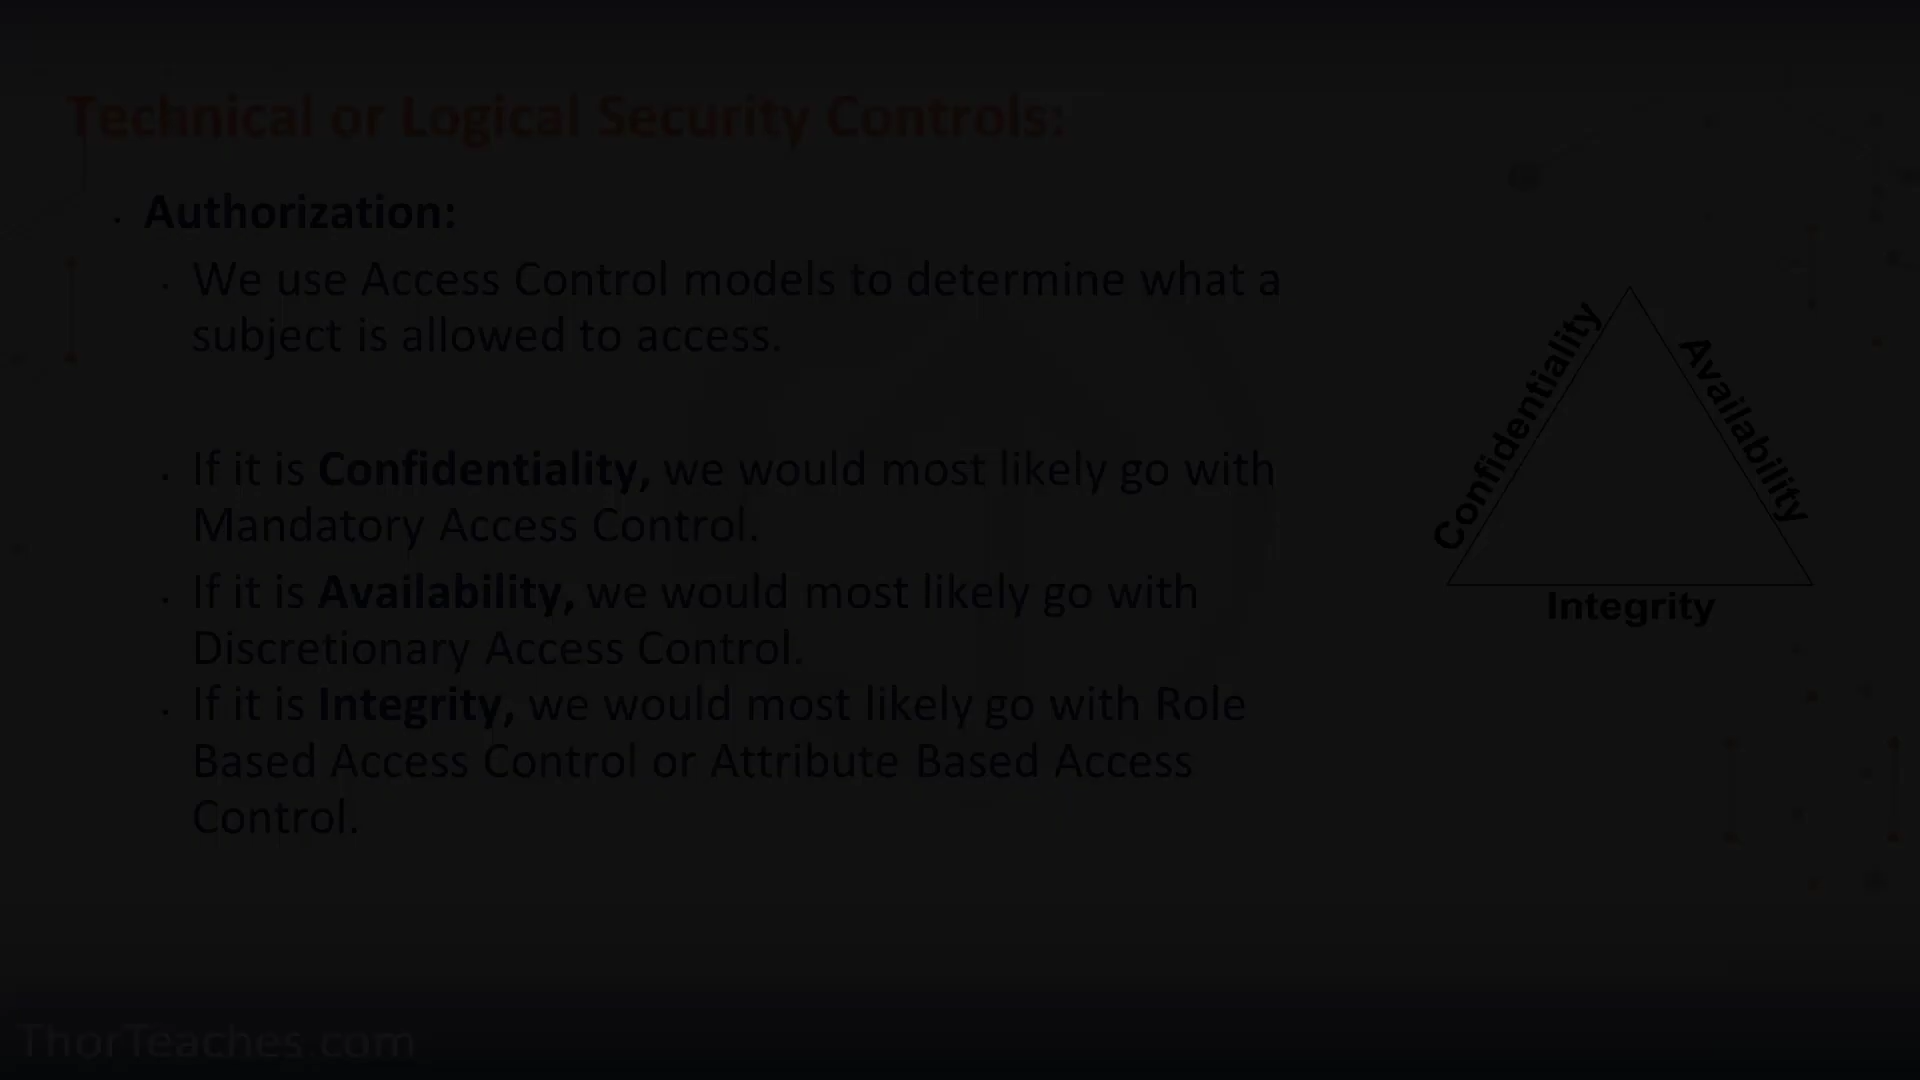 Technical or Logical Security Controls:
Authorization:
We use Access Control models to determine what a
subject is allowed to access.
If it is Confidentiality, we would most likely go with
Mandatory Access Control.
If it is Availability, we would most likely go with
Discretionary Access Control.
If it is Integrity, we would most likely go with Role
Based Access Control or Attribute Based Access
Control.
Confidentiality
Availability
Integrity
ThorTeaches.com